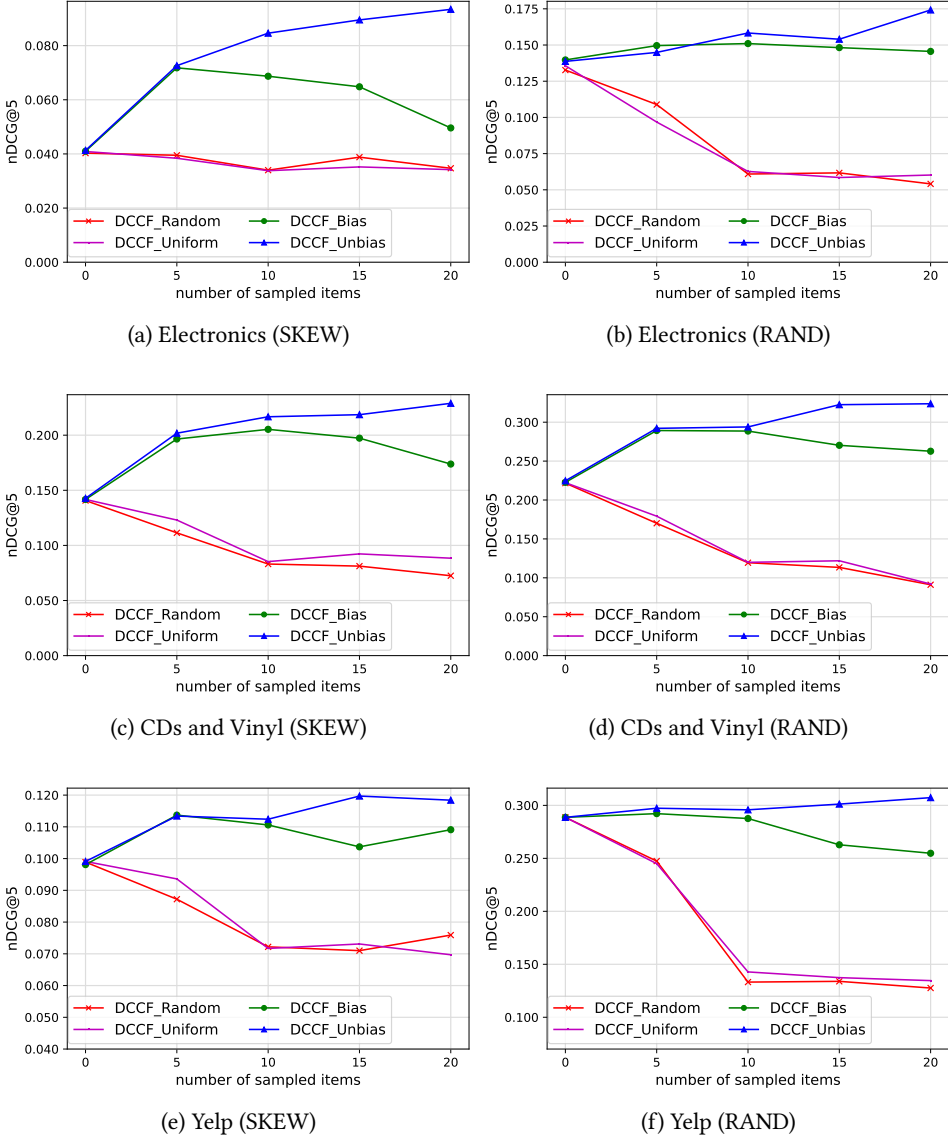 nDCG@5
0.080
0.060
0.040
0.020
0.000
DCCF_Random
DCCF_Uniform
DCCF_Bias
DCCF_Unbias
0 5 10 15 20
number of sampled items
(a) Electronics (SKEW)
nDCG@5
0.175
0.150
0.125
0.100
0.075
0.050
0.025
0.000
DCCF_Random
DCCF_Uniform
DCCF_Bias
DCCF_Unbias
0 5 10 15 20
number of sampled items
(b) Electronics (RAND)
nDCG@5
0.200
0.150
0.100
0.050
0.000
DCCF_Random
DCCF_Uniform
DCCF_Bias
DCCF_Unbias
0 5 10 15 20
number of sampled items
(c) CDs and Vinyl (SKEW)
nDCG@5
0.300
0.250
0.200
0.150
0.100
0.050
0.000
DCCF_Random
DCCF_Uniform
DCCF_Bias
DCCF_Unbias
0 5 10 15 20
number of sampled items
(d) CDs and Vinyl (RAND)
nDCG@5
0.120
0.110
0.100
0.090
0.080
0.070
0.060
0.050
0.040
DCCF_Random
DCCF_Uniform
DCCF_Bias
DCCF_Unbias
0 5 10 15 20
number of sampled items
(e) Yelp (SKEW)
nDCG@5
0.300
0.250
0.200
0.150
0.100
DCCF_Random
DCCF_Uniform
DCCF_Bias
DCCF_Unbias
0 5 10 15 20
number of sampled items
(f) Yelp (RAND)